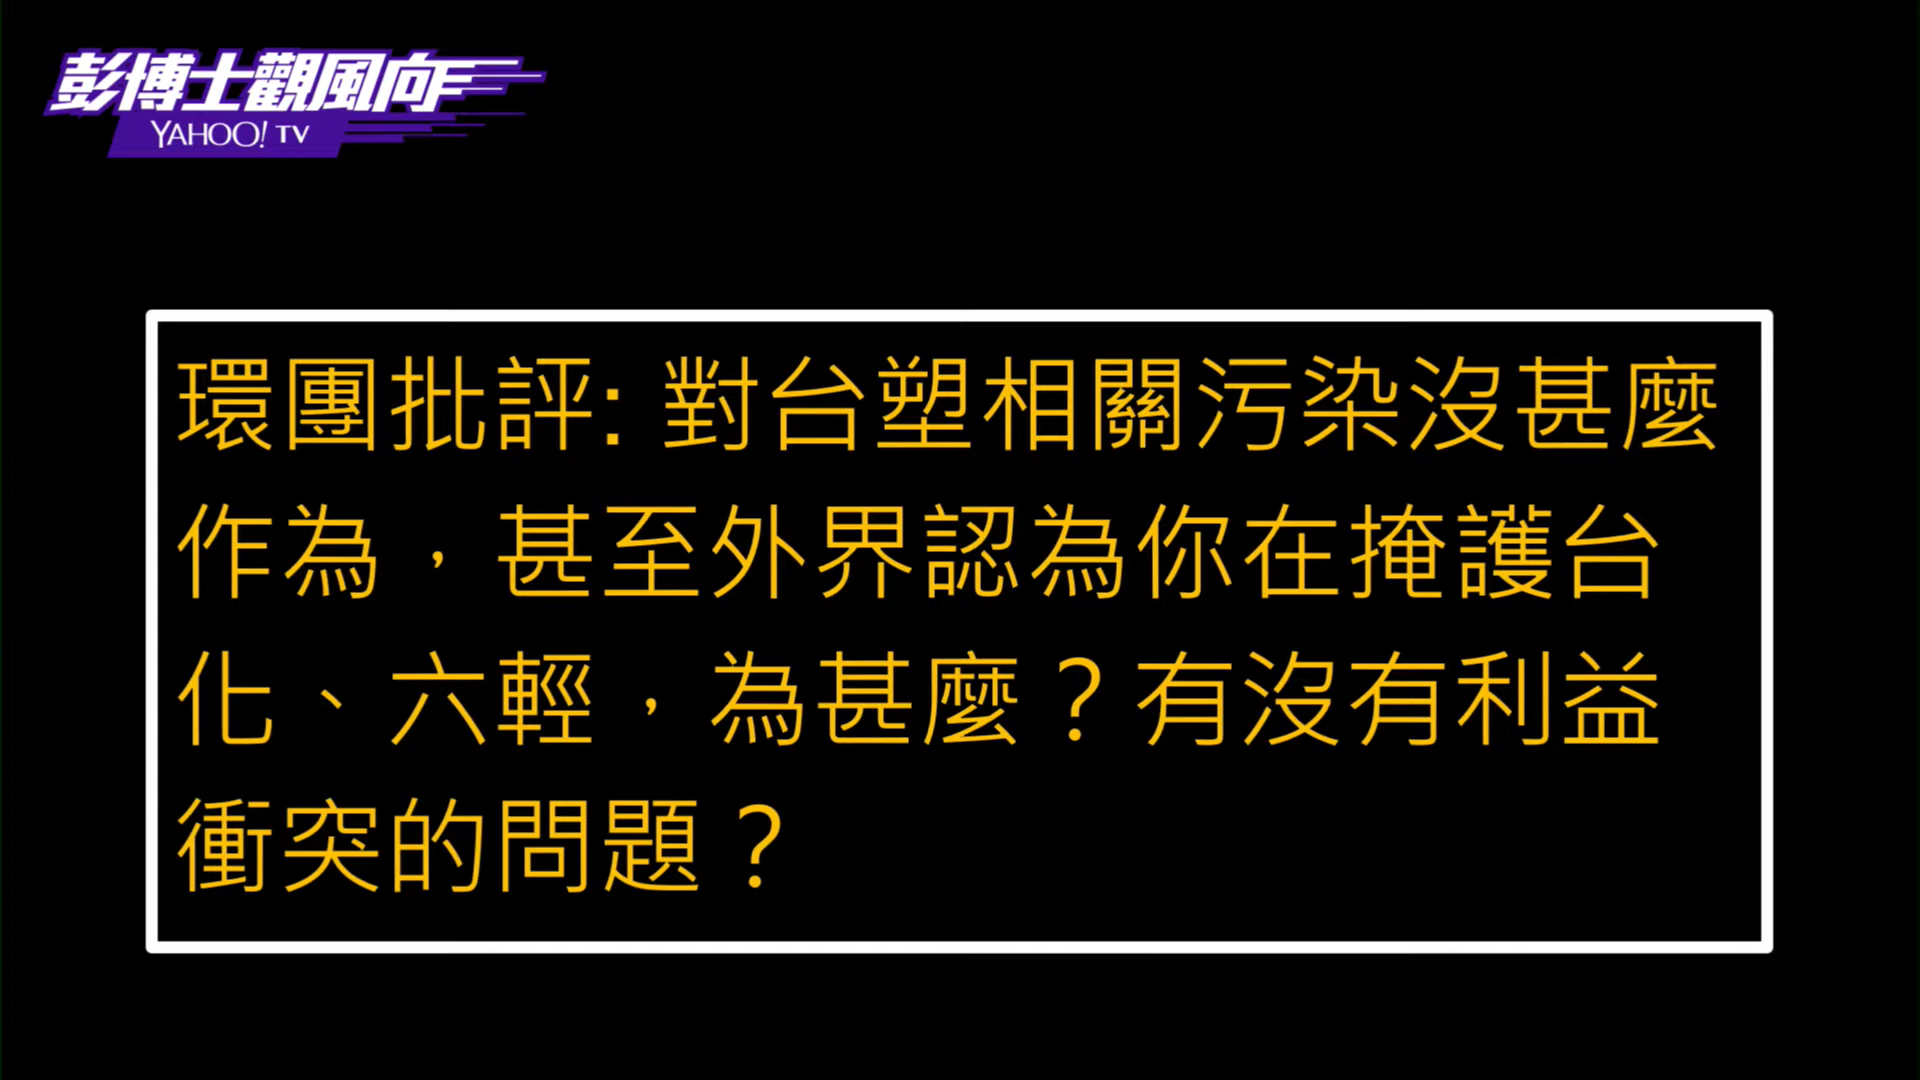 彭博士觀風向
YAHOO! TV
環團批評: 對台塑相關污染沒甚麼
作為，甚至外界認為你在掩護台
化、六輕，為甚麼？有沒有利益
衝突的問題？